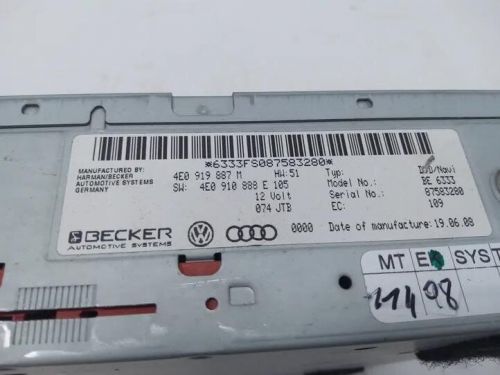 *6333FS087583280*
MANUFACTURED BY:
HARMAN/BECKER
AUTOMOTIVE SYSTEMS
GERMANY
4E0 919 887 M HW:51
SW: 4E0 910 888 E 105
12 Volt
074 JTB
Typ: DVD/Navi
Model No.: BE 6333
Serial No.: 87583280
EC: 109
BECKER
AUTOMOTIVE SYSTEMS
0000 Date of manufacture: 19.06.08
MT E SYST
11498